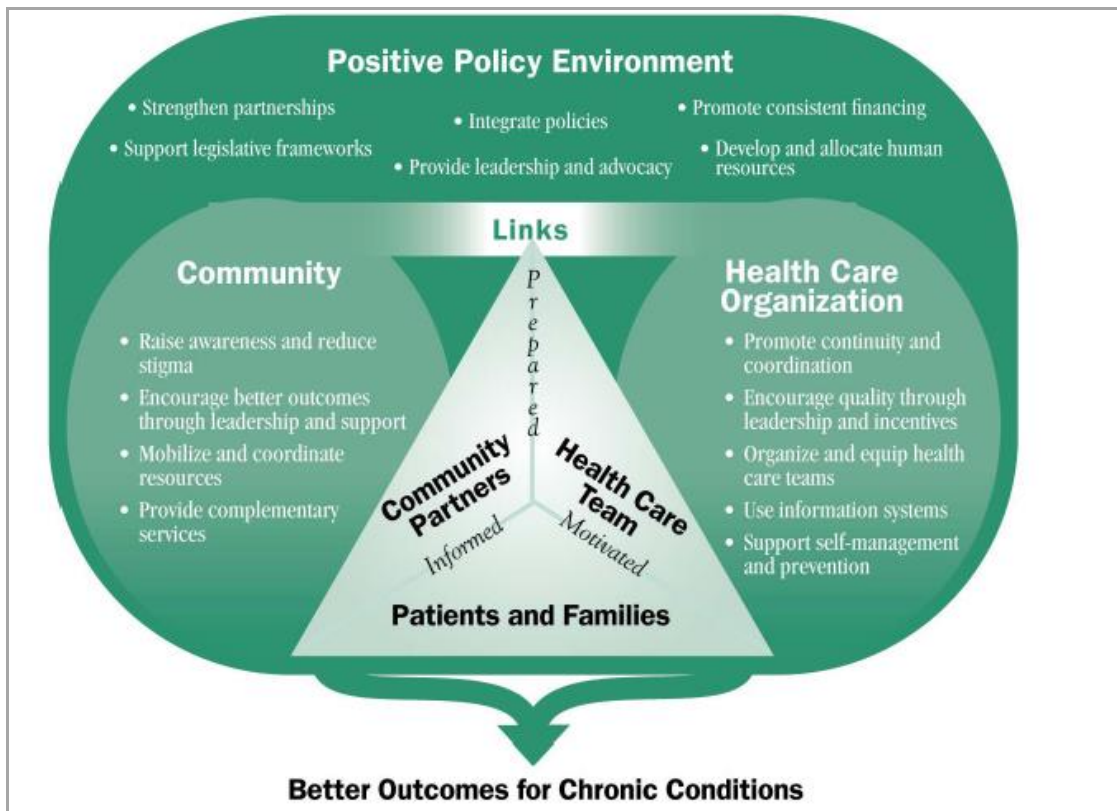 Positive Policy Environment
• Strengthen partnerships
• Support legislative frameworks
• Integrate policies
• Provide leadership and advocacy
• Promote consistent financing
• Develop and allocate human
resources
Links
Community
• Raise awareness and reduce
stigma
• Encourage better outcomes
through leadership and support
• Mobilize and coordinate
resources
• Provide complementary
services
Prepared
Community
Partners
Informed
Health Care
Team
Motivated
Patients and Families
Health Care
Organization
• Promote continuity and
coordination
• Encourage quality through
leadership and incentives
• Organize and equip health
care teams
• Use information systems
• Support self-management
and prevention
Better Outcomes for Chronic Conditions